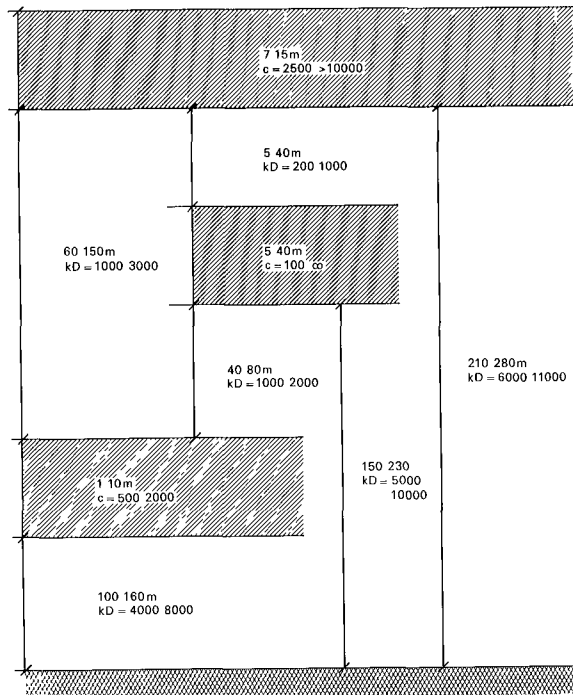 7 15m
c = 2500 >10000
5 40m
kD = 200 1000
60 150m
kD = 1000 3000
5 40m
c = 100 ∞
40 80m
kD = 1000 2000
210 280m
kD = 6000 11000
150 230
kD = 5000
10000
1 10m
c = 500 2000
100 160m
kD = 4000 8000